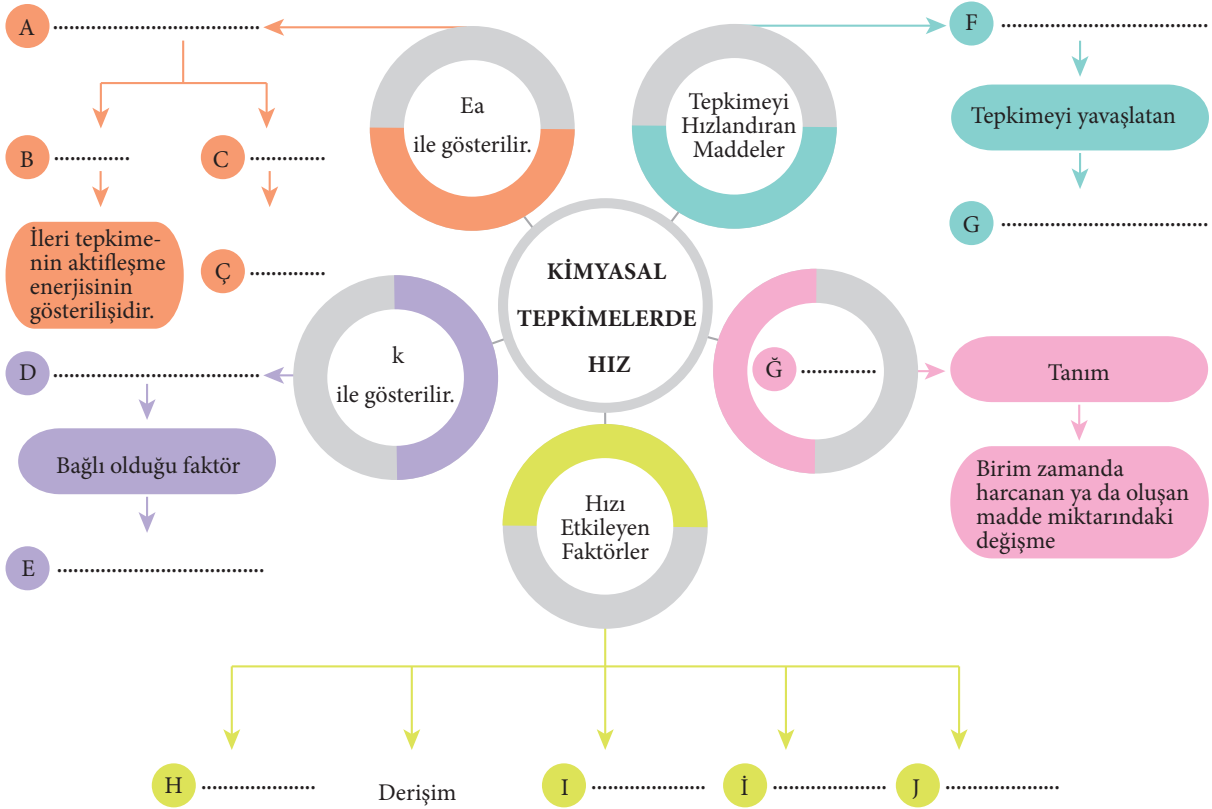 A ........................................
Ea
ile gösterilir.
B ...............
C ...............
İleri tepkime-
nin aktifleşme
enerjisinin
gösterilişidir.
Ç ...............
Tepkimeyi
Hızlandıran
Maddeler
F ........................................
Tepkimeyi yavaşlatan
G ........................................
KİMYASAL
TEPKİMELERDE
HIZ
k
ile gösterilir.
D ........................................
Bağlı olduğu faktör
E ........................................
Ğ ...............
Tanım
Birim zamanda
harcanan ya da oluşan
madde miktarındaki
değişme
Hızı
Etkileyen
Faktörler
H ......................
Derişim
I ......................
İ ......................
J ......................